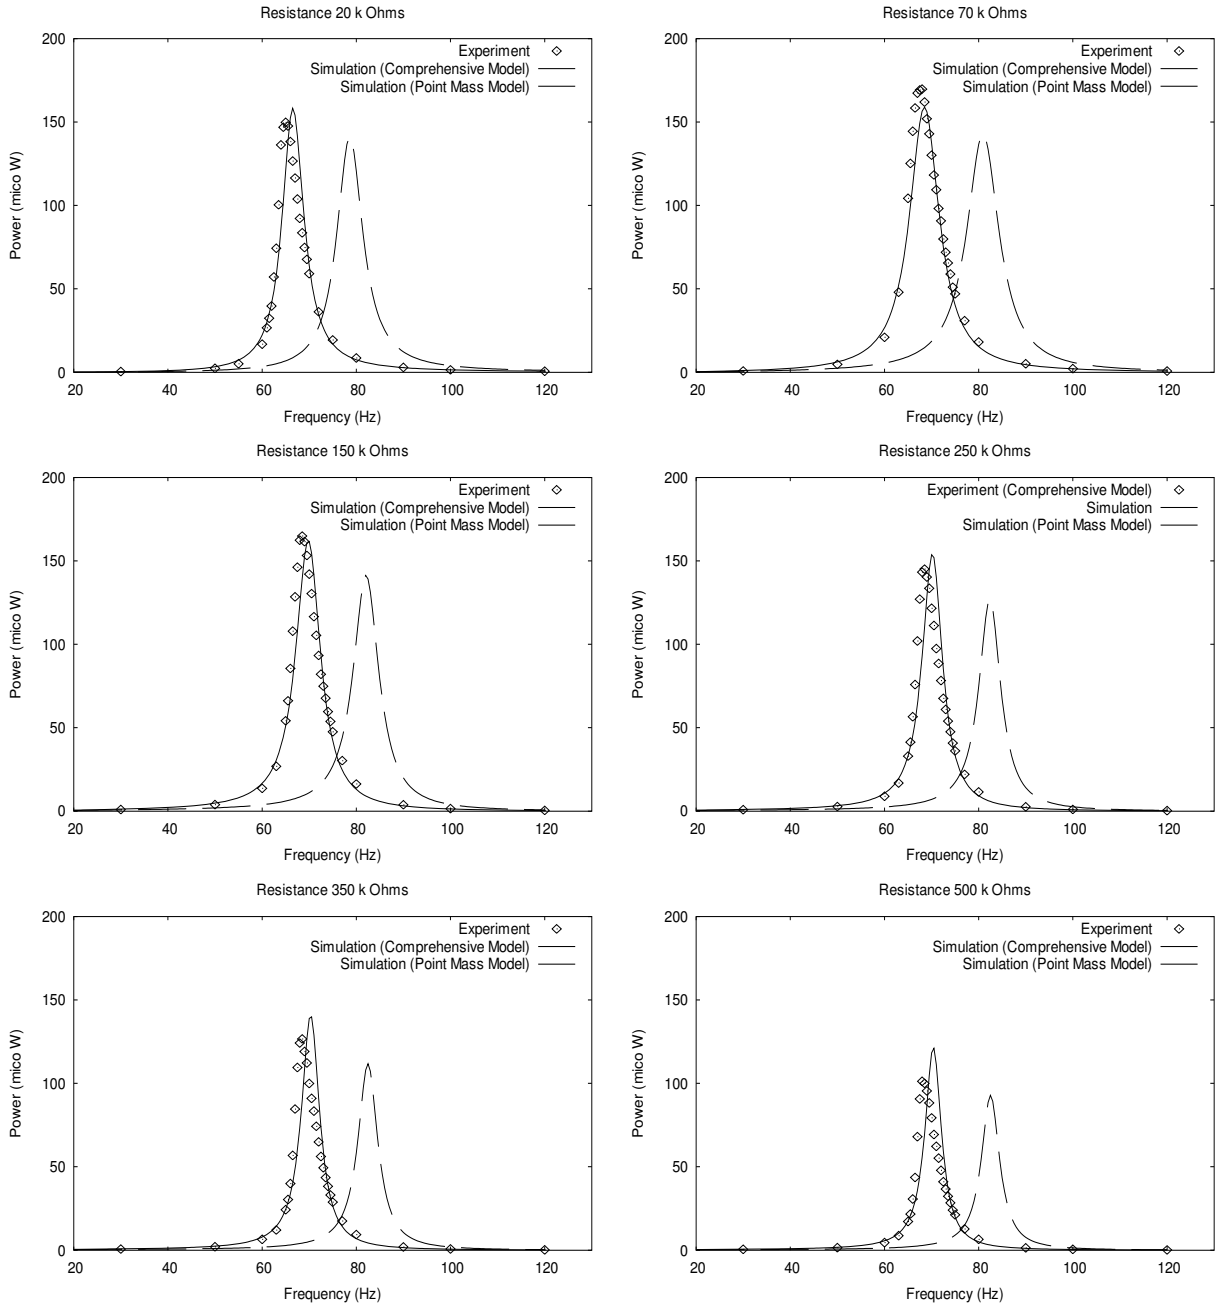 Resistance 20 k Ohms
200
150
100
50
0
Power (mico W)
Experiment
Simulation (Comprehensive Model)
Simulation (Point Mass Model)
20 40 60 80 100 120
Frequency (Hz)
Resistance 70 k Ohms
200
150
100
50
0
Power (mico W)
Experiment
Simulation (Comprehensive Model)
Simulation (Point Mass Model)
20 40 60 80 100 120
Frequency (Hz)
Resistance 150 k Ohms
200
150
100
50
0
Power (mico W)
Experiment
Simulation (Comprehensive Model)
Simulation (Point Mass Model)
20 40 60 80 100 120
Frequency (Hz)
Resistance 250 k Ohms
200
150
100
50
0
Power (mico W)
Experiment (Comprehensive Model)
Simulation
Simulation (Point Mass Model)
20 40 60 80 100 120
Frequency (Hz)
Resistance 350 k Ohms
200
150
100
50
0
Power (mico W)
Experiment
Simulation (Comprehensive Model)
Simulation (Point Mass Model)
20 40 60 80 100 120
Frequency (Hz)
Resistance 500 k Ohms
200
150
100
50
0
Power (mico W)
Experiment
Simulation (Comprehensive Model)
Simulation (Point Mass Model)
20 40 60 80 100 120
Frequency (Hz)